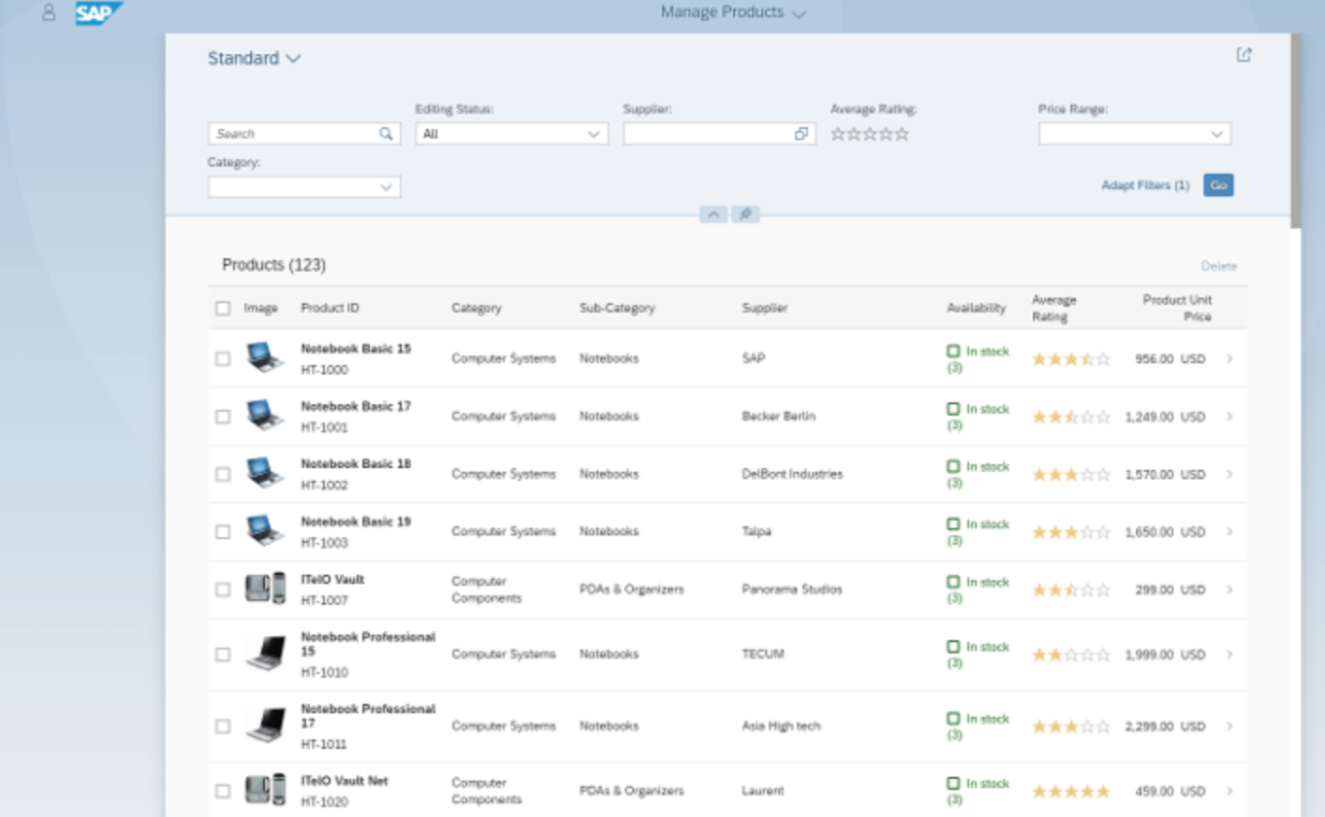 SAP
Manage Products
Standard
Editing Status:
Supplier:
Average Rating:
Price Range:
Search
All
Category:
Adapt Filters (1)
Go
Products (123)
Delete
Image
Product ID
Category
Sub-Category
Supplier
Availability
Average
Rating
Product Unit
Price
Notebook Basic 15
HT-1000
Computer Systems
Notebooks
SAP
In stock
(3)
956.00 USD
Notebook Basic 17
HT-1001
Computer Systems
Notebooks
Becker Berlin
In stock
(3)
1,249.00 USD
Notebook Basic 18
HT-1002
Computer Systems
Notebooks
DelBont Industries
In stock
(3)
1,570.00 USD
Notebook Basic 19
HT-1003
Computer Systems
Notebooks
Talpa
In stock
(3)
1,650.00 USD
ITelO Vault
HT-1007
Computer
Components
PDAs & Organizers
Panorama Studios
In stock
(3)
299.00 USD
Notebook Professional
15
HT-1010
Computer Systems
Notebooks
TECUM
In stock
(3)
1,999.00 USD
Notebook Professional
17
HT-1011
Computer Systems
Notebooks
Asia High tech
In stock
(3)
2,299.00 USD
ITelO Vault Net
HT-1020
Computer
Components
PDAs & Organizers
Laurent
In stock
(3)
459.00 USD